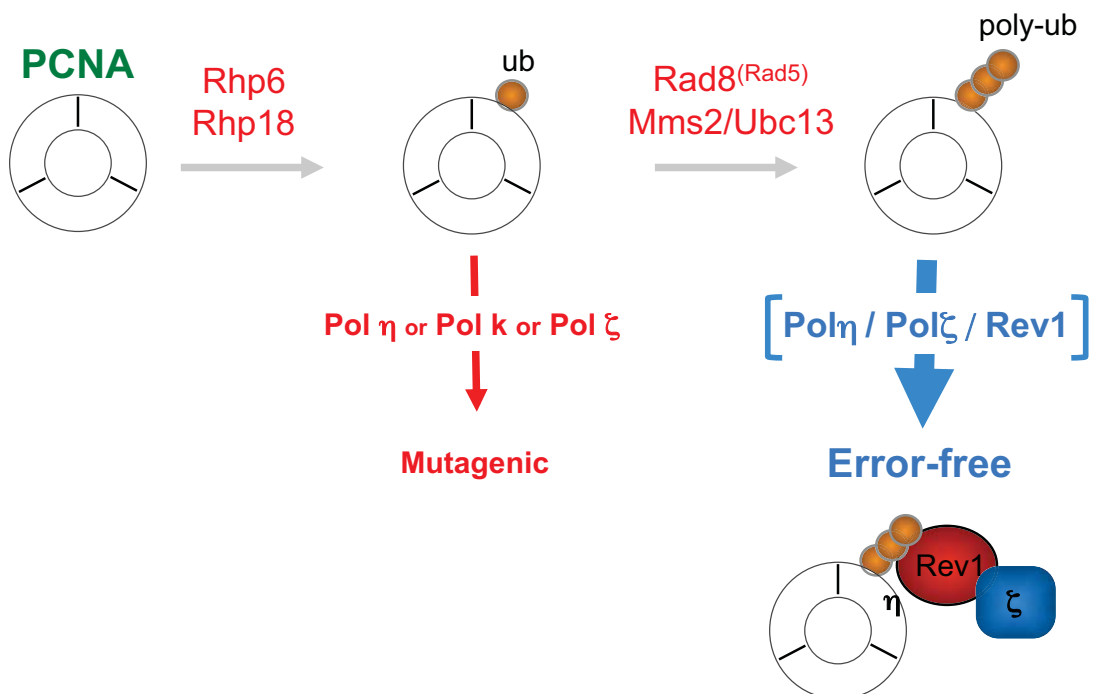 PCNA
Rhp6
Rhp18
ub
Rad8(Rad5)
Mms2/Ubc13
poly-ub
Pol η or Pol k or Pol ζ
Mutagenic
[Polη / Polζ / Rev1]
Error-free
Rev1
η
ζ